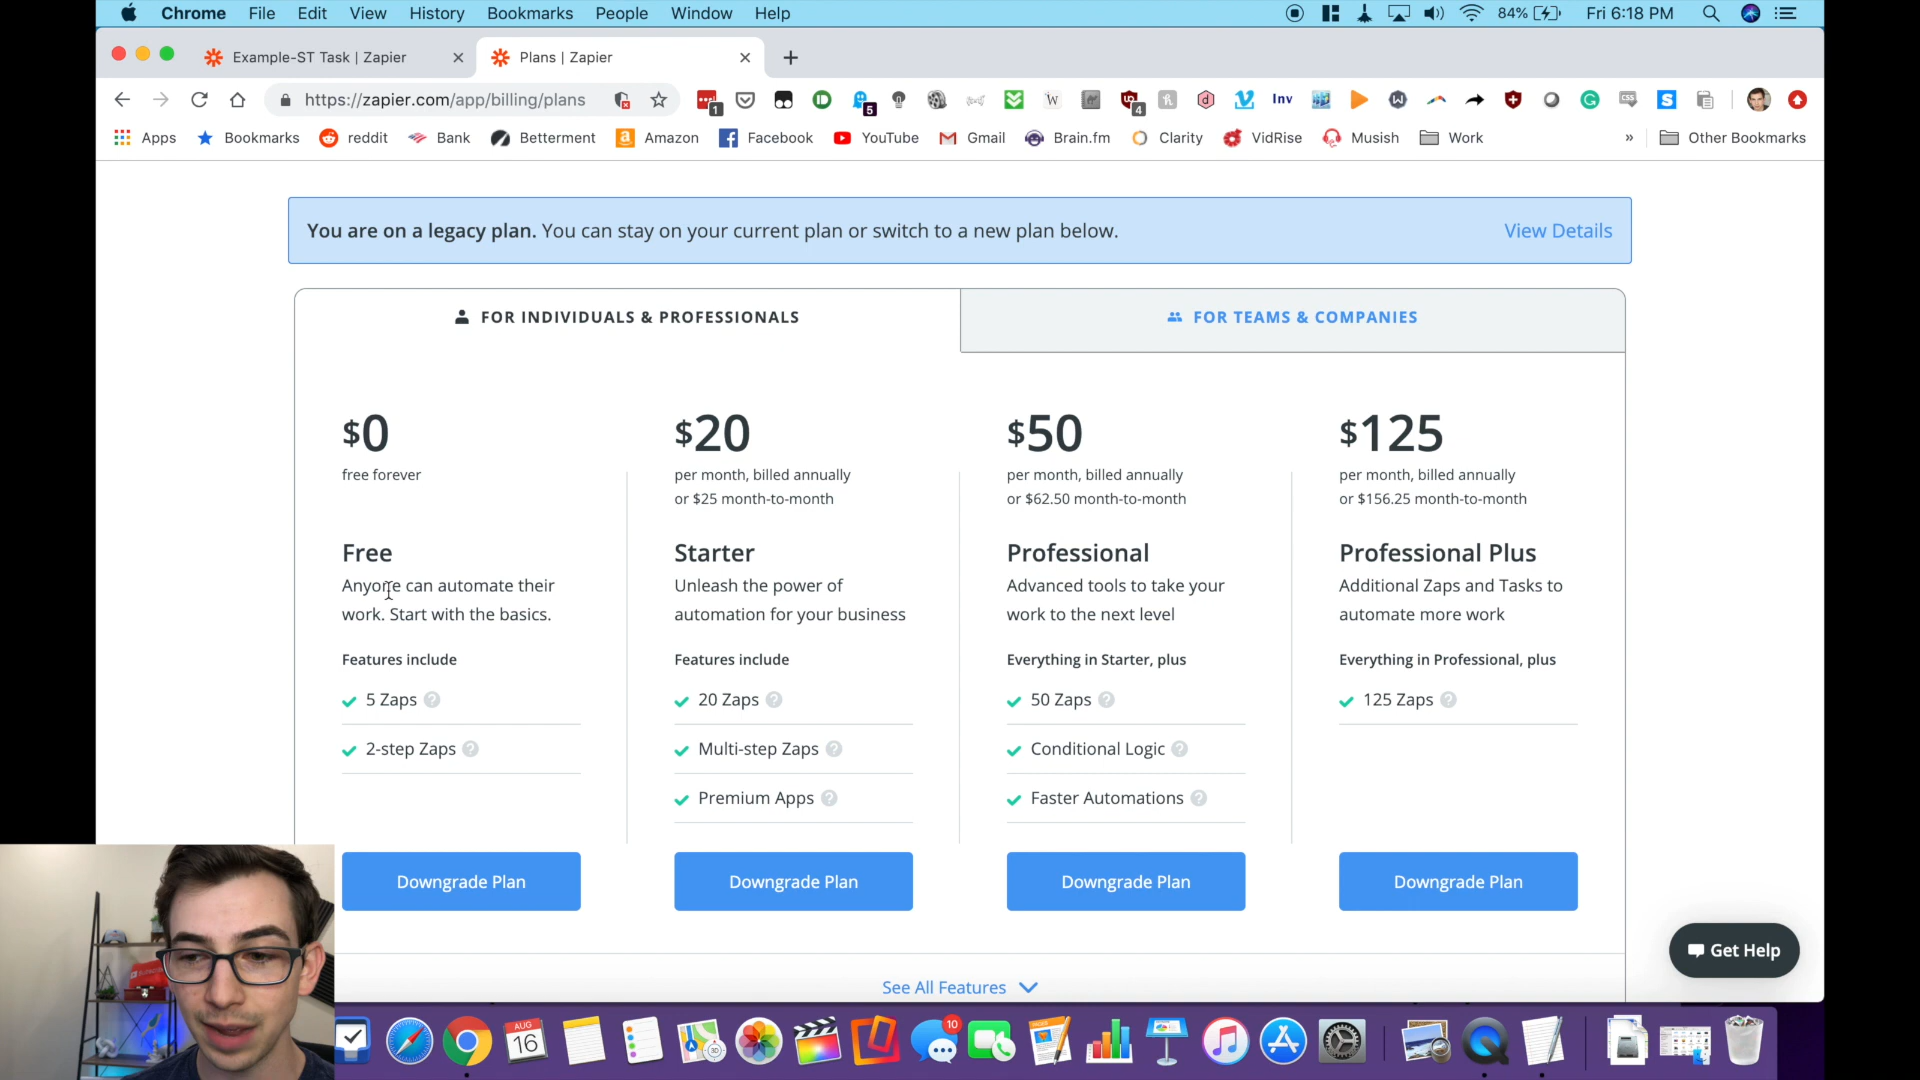 Chrome File Edit View History Bookmarks People Window Help 84% Fri 6:18 PM
Example-ST Task | Zapier Plans | Zapier
https://zapier.com/app/billing/plans Inv
Apps Bookmarks reddit Bank Betterment Amazon Facebook YouTube Gmail Brain.fm Clarity VidRise Musish Work » Other Bookmarks
You are on a legacy plan. You can stay on your current plan or switch to a new plan below. View Details
FOR INDIVIDUALS & PROFESSIONALS
FOR TEAMS & COMPANIES
$0
free forever
Free
Anyone can automate their
work. Start with the basics.
Features include
5 Zaps
2-step Zaps
Downgrade Plan
$20
per month, billed annually
or $25 month-to-month
Starter
Unleash the power of
automation for your business
Features include
20 Zaps
Multi-step Zaps
Premium Apps
Downgrade Plan
$50
per month, billed annually
or $62.50 month-to-month
Professional
Advanced tools to take your
work to the next level
Everything in Starter, plus
50 Zaps
Conditional Logic
Faster Automations
Downgrade Plan
$125
per month, billed annually
or $156.25 month-to-month
Professional Plus
Additional Zaps and Tasks to
automate more work
Everything in Professional, plus
125 Zaps
Downgrade Plan
Get Help
See All Features
AUG
16
10